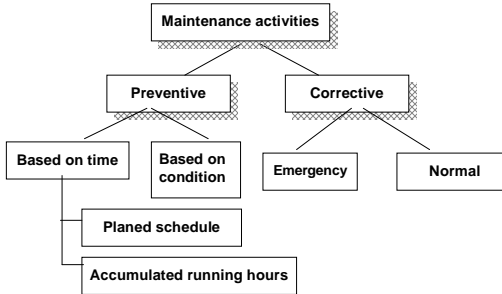 Maintenance activities
Preventive
Corrective
Based on time
Based on
condition
Emergency
Normal
Planed schedule
Accumulated running hours